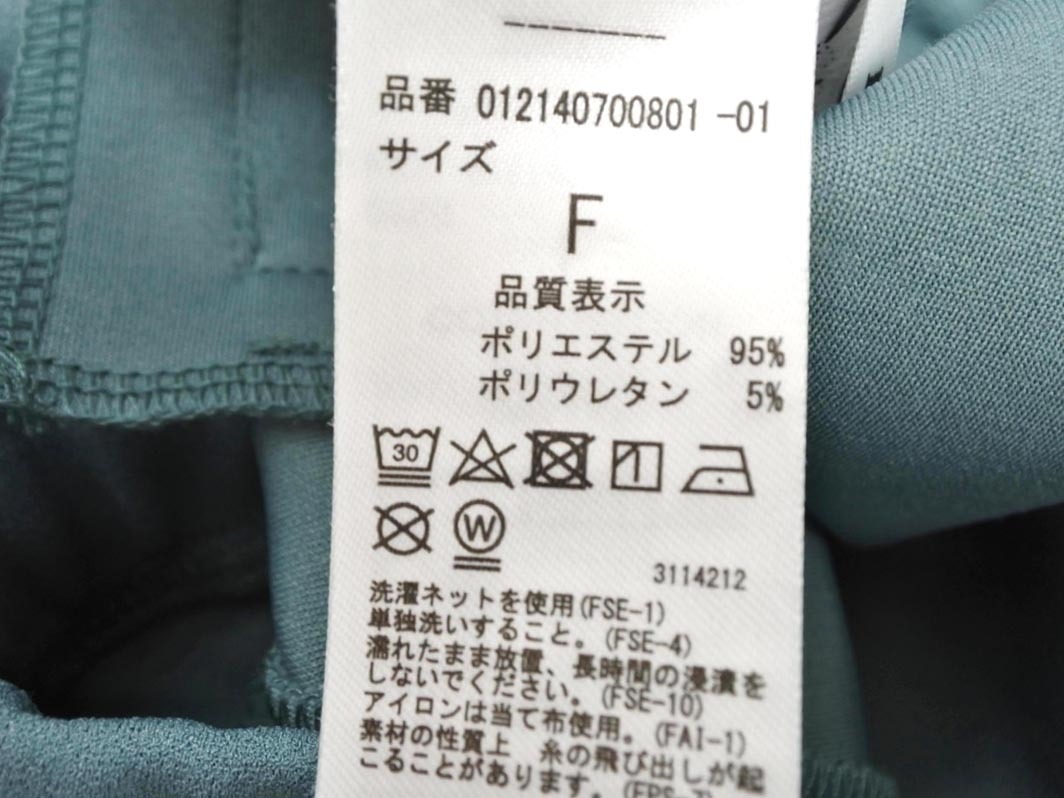 品番 012140700801 -01
サイズ
F
品質表示
ポリエステル 95%
ポリウレタン 5%
30
W
3114212
洗濯ネットを使用(FSE-1)
単独洗いすること。(FSE-4)
濡れたまま放置、長時間の浸漬を
しないでください。(FSE-10)
アイロンは当て布使用。(FAI-1)
素材の性質上 糸の飛び出しが起
こることがあります。